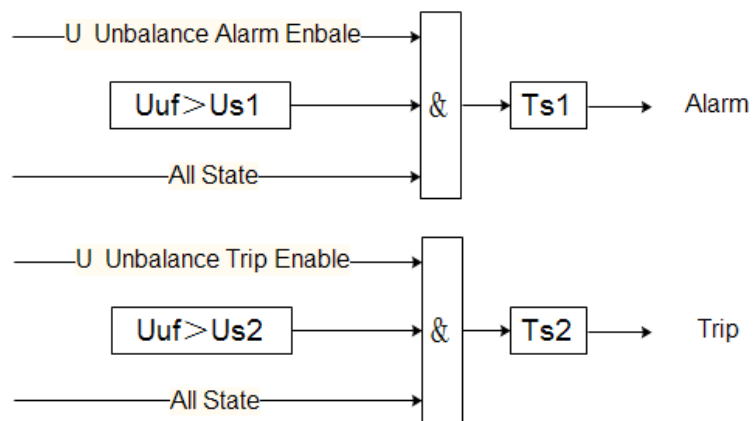 U Unbalance Alarm Enbale
Uuf>Us1
&
Ts1
Alarm
All State
U Unbalance Trip Enable
Uuf>Us2
&
Ts2
Trip
All State